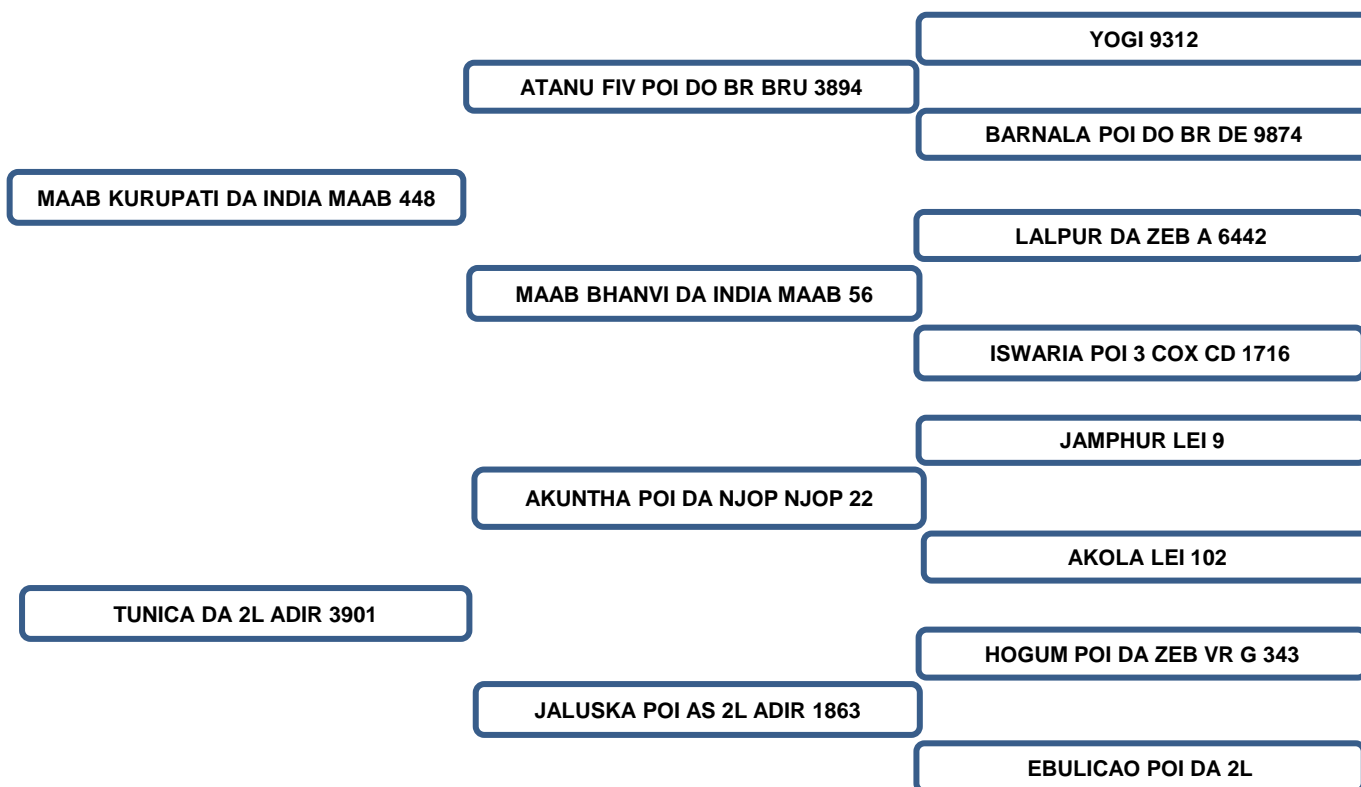 YOGI 9312
ATANU FIV POI DO BR BRU 3894
BARNALA POI DO BR DE 9874
MAAB KURUPATI DA INDIA MAAB 448
LALPUR DA ZEB A 6442
MAAB BHANVI DA INDIA MAAB 56
ISWARIA POI 3 COX CD 1716
JAMPHUR LEI 9
AKUNTHA POI DA NJOP NJOP 22
AKOLA LEI 102
TUNICA DA 2L ADIR 3901
HOGUM POI DA ZEB VR G 343
JALUSKA POI AS 2L ADIR 1863
EBULICAO POI DA 2L